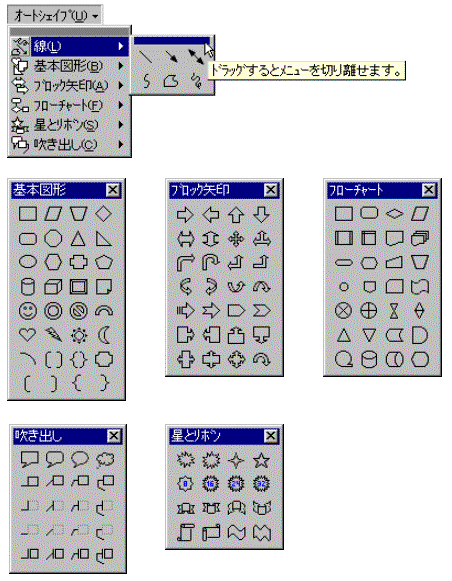 オートシェイプ(U)
線(L)
基本図形(B)
ブロック矢印(A)
フローチャート(F)
星とリボン(S)
吹き出し(C)
ドラッグするとメニューを切り離せます。
基本図形
ブロック矢印
フローチャート
吹き出し
星とリボン
8 16 24 32